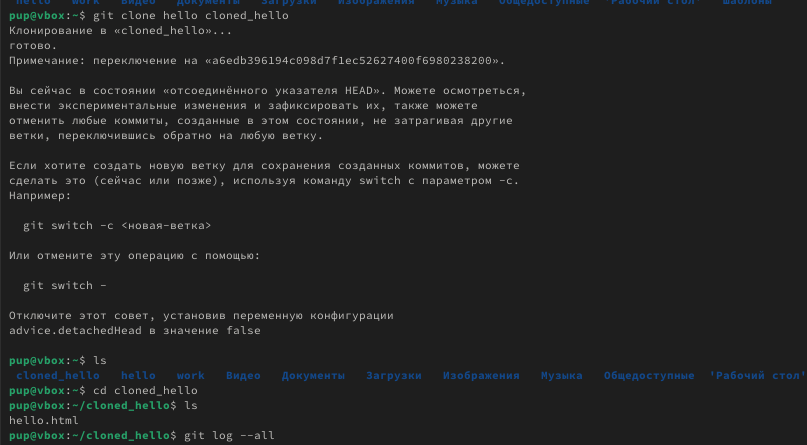 hello   work   Видео   Документы   Загрузки   Изображения   Музыка   Общедоступные  'Рабочий стол'   Шаблоны
pup@vbox:~$ git clone hello cloned_hello
Клонирование в «cloned_hello»...
готово.
Примечание: переключение на «a6edb396194c098d7f1ec52627400f6980238200».

Вы сейчас в состоянии «отсоединённого указателя HEAD». Можете осмотреться,
внести экспериментальные изменения и зафиксировать их, также можете
отменить любые коммиты, созданные в этом состоянии, не затрагивая другие
ветки, переключившись обратно на любую ветку.

Если хотите создать новую ветку для сохранения созданных коммитов, можете
сделать это (сейчас или позже), используя команду switch с параметром -c.
Например:

  git switch -c <новая-ветка>

Или отмените эту операцию с помощью:

  git switch -

Отключите этот совет, установив переменную конфигурации
advice.detachedHead в значение false

pup@vbox:~$ ls
 cloned_hello   hello   work   Видео   Документы   Загрузки   Изображения   Музыка   Общедоступные  'Рабочий стол'
pup@vbox:~$ cd cloned_hello
pup@vbox:~/cloned_hello$ ls
hello.html
pup@vbox:~/cloned_hello$ git log --all